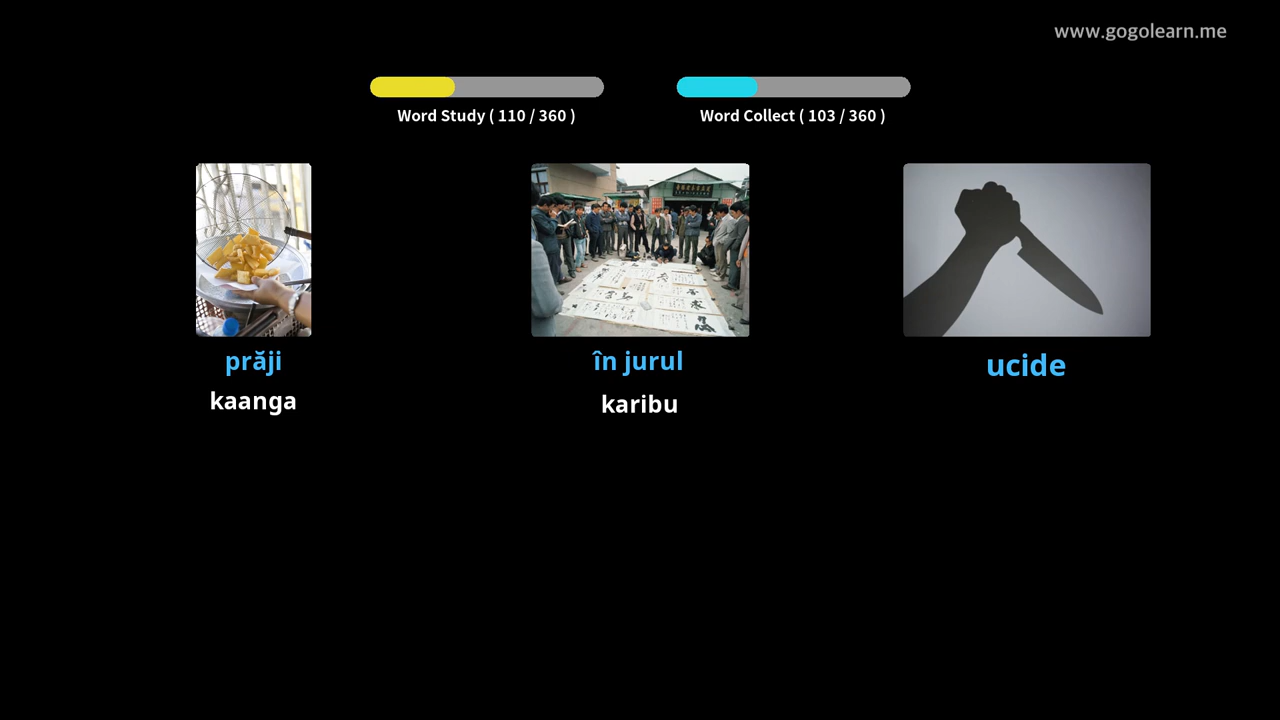 www.gogolearn.me
Word Study ( 110 / 360 )
Word Collect ( 103 / 360 )
prăji
kaanga
în jurul
karibu
ucide